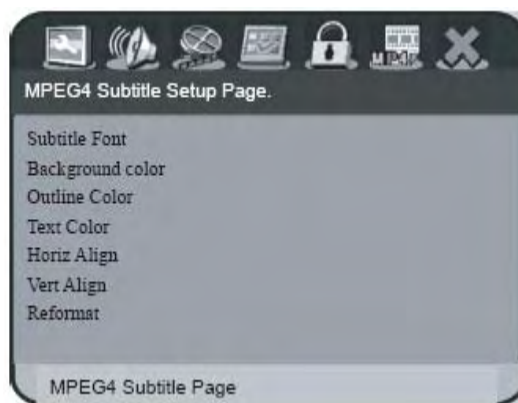 MP4
MPEG4 Subtitle Setup Page.
Subtitle Font
Background color
Outline Color
Text Color
Horiz Align
Vert Align
Reformat
MPEG4 Subtitle Page